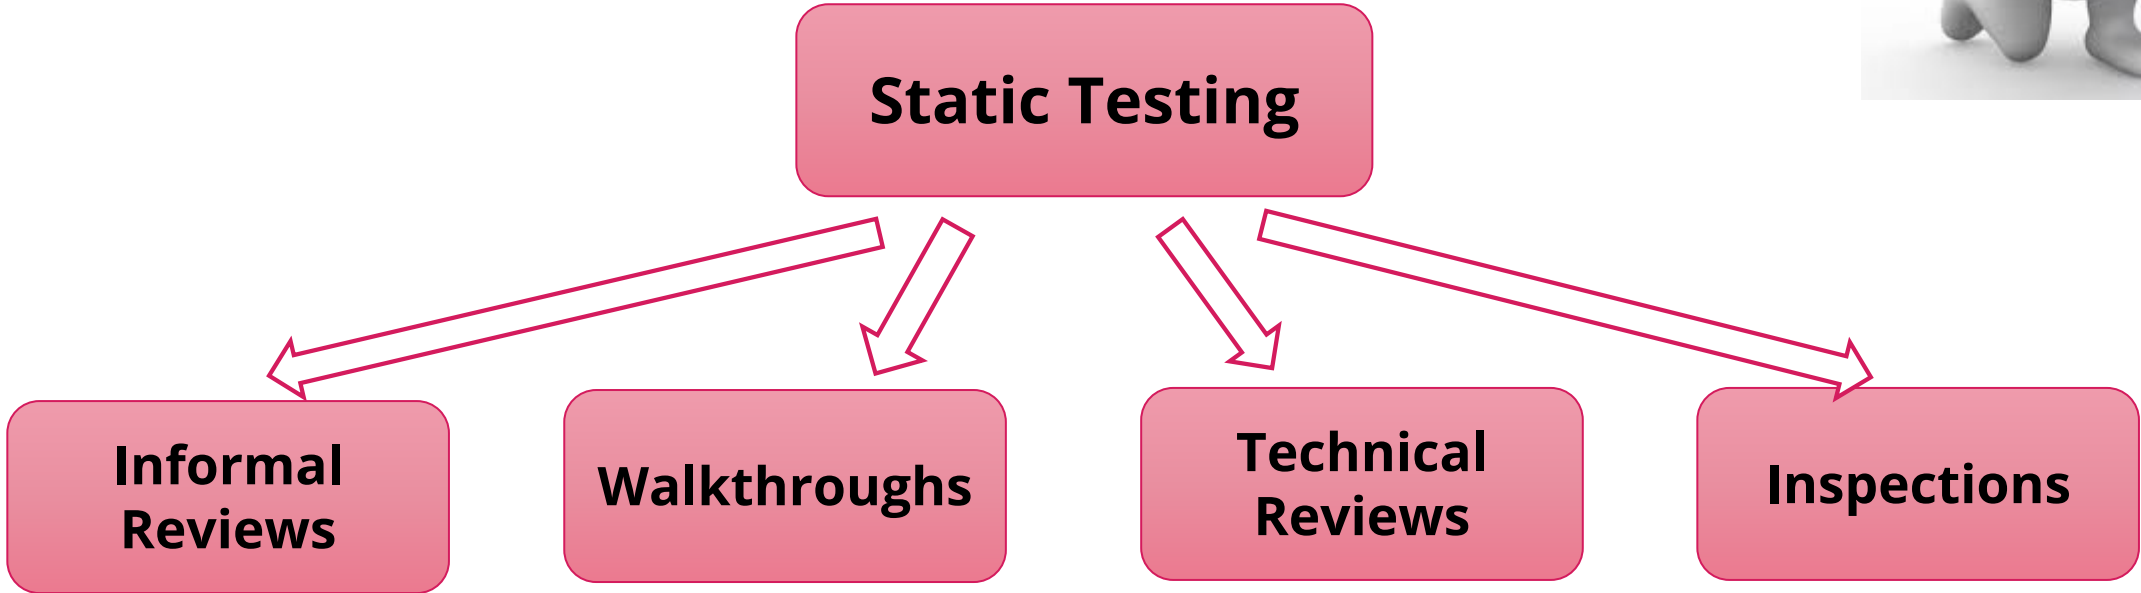 Static Testing
Informal
Reviews
Walkthroughs
Technical
Reviews
Inspections